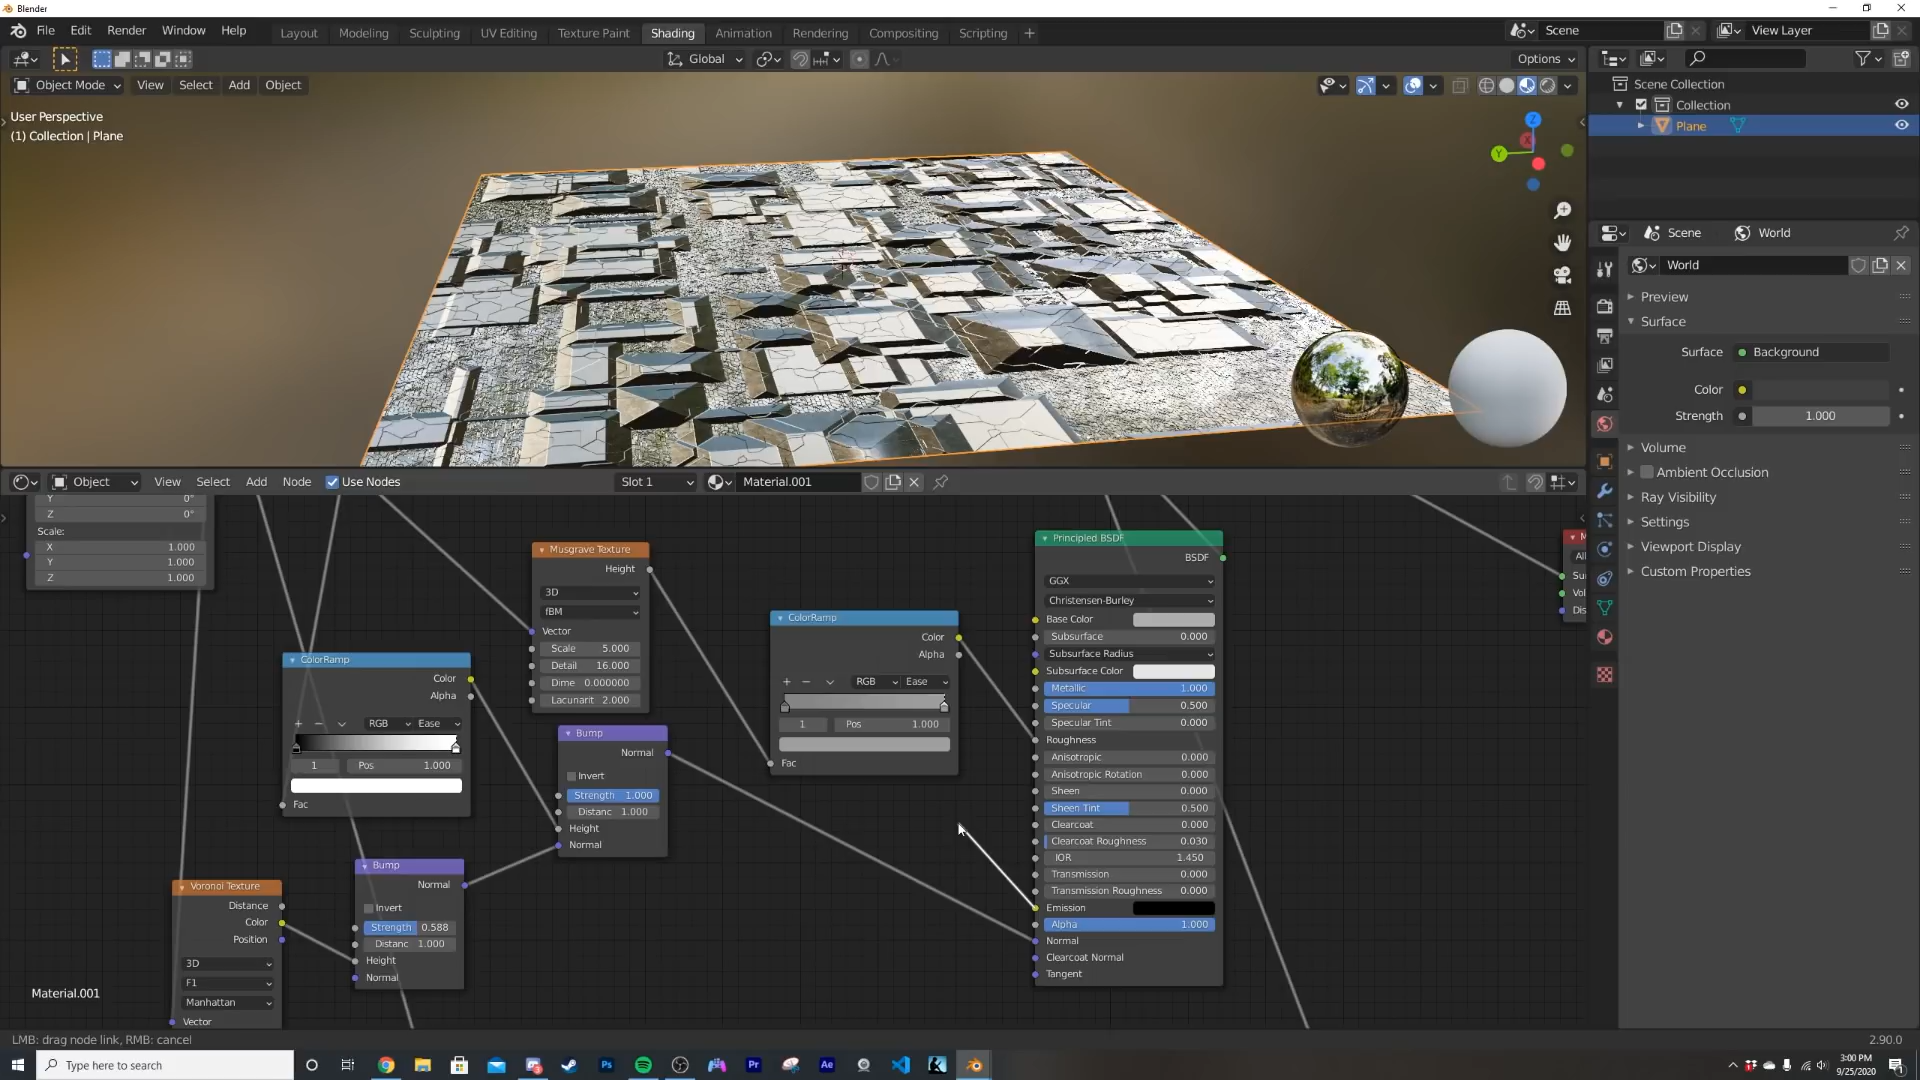 Blender
File Edit Render Window Help
Layout Modeling Sculpting UV Editing Texture Paint Shading Animation Rendering Compositing Scripting +
Scene
View Layer
Global
Options
Object Mode View Select Add Object
User Perspective
(1) Collection | Plane
Z
X
Y
Scene Collection
Collection
Plane
Scene World
World
Preview
Surface
Surface Background
Color
Strength 1.000
Volume
Ambient Occlusion
Ray Visibility
Settings
Viewport Display
Custom Properties
Object View Select Add Node Use Nodes
Slot 1
Material.001
Y 0°
Z 0°
Scale:
X 1.000
Y 1.000
Z 1.000
Musgrave Texture
Height
3D
fBM
Vector
Scale 5.000
Detail 16.000
Dime 0.000000
Lacunarit 2.000
ColorRamp
Color
Alpha
+ − RGB Ease
1 Pos 1.000
Fac
Bump
Normal
Invert
Strength 1.000
Distanc 1.000
Height
Normal
ColorRamp
Color
Alpha
+ − RGB Ease
1 Pos 1.000
Fac
Voronoi Texture
Distance
Color
Position
3D
F1
Manhattan
Vector
Bump
Normal
Invert
Strength 0.588
Distanc 1.000
Height
Normal
Principled BSDF
BSDF
GGX
Christensen-Burley
Base Color
Subsurface 0.000
Subsurface Radius
Subsurface Color
Metallic 1.000
Specular 0.500
Specular Tint 0.000
Roughness
Anisotropic 0.000
Anisotropic Rotation 0.000
Sheen 0.000
Sheen Tint 0.500
Clearcoat 0.000
Clearcoat Roughness 0.030
IOR 1.450
Transmission 0.000
Transmission Roughness 0.000
Emission
Alpha 1.000
Normal
Clearcoat Normal
Tangent
M
All
Su
Vol
Dis
Material.001
LMB: drag node link, RMB: cancel
2.90.0
Type here to search
Ps
Pr
Ae
3:00 PM
9/25/2020